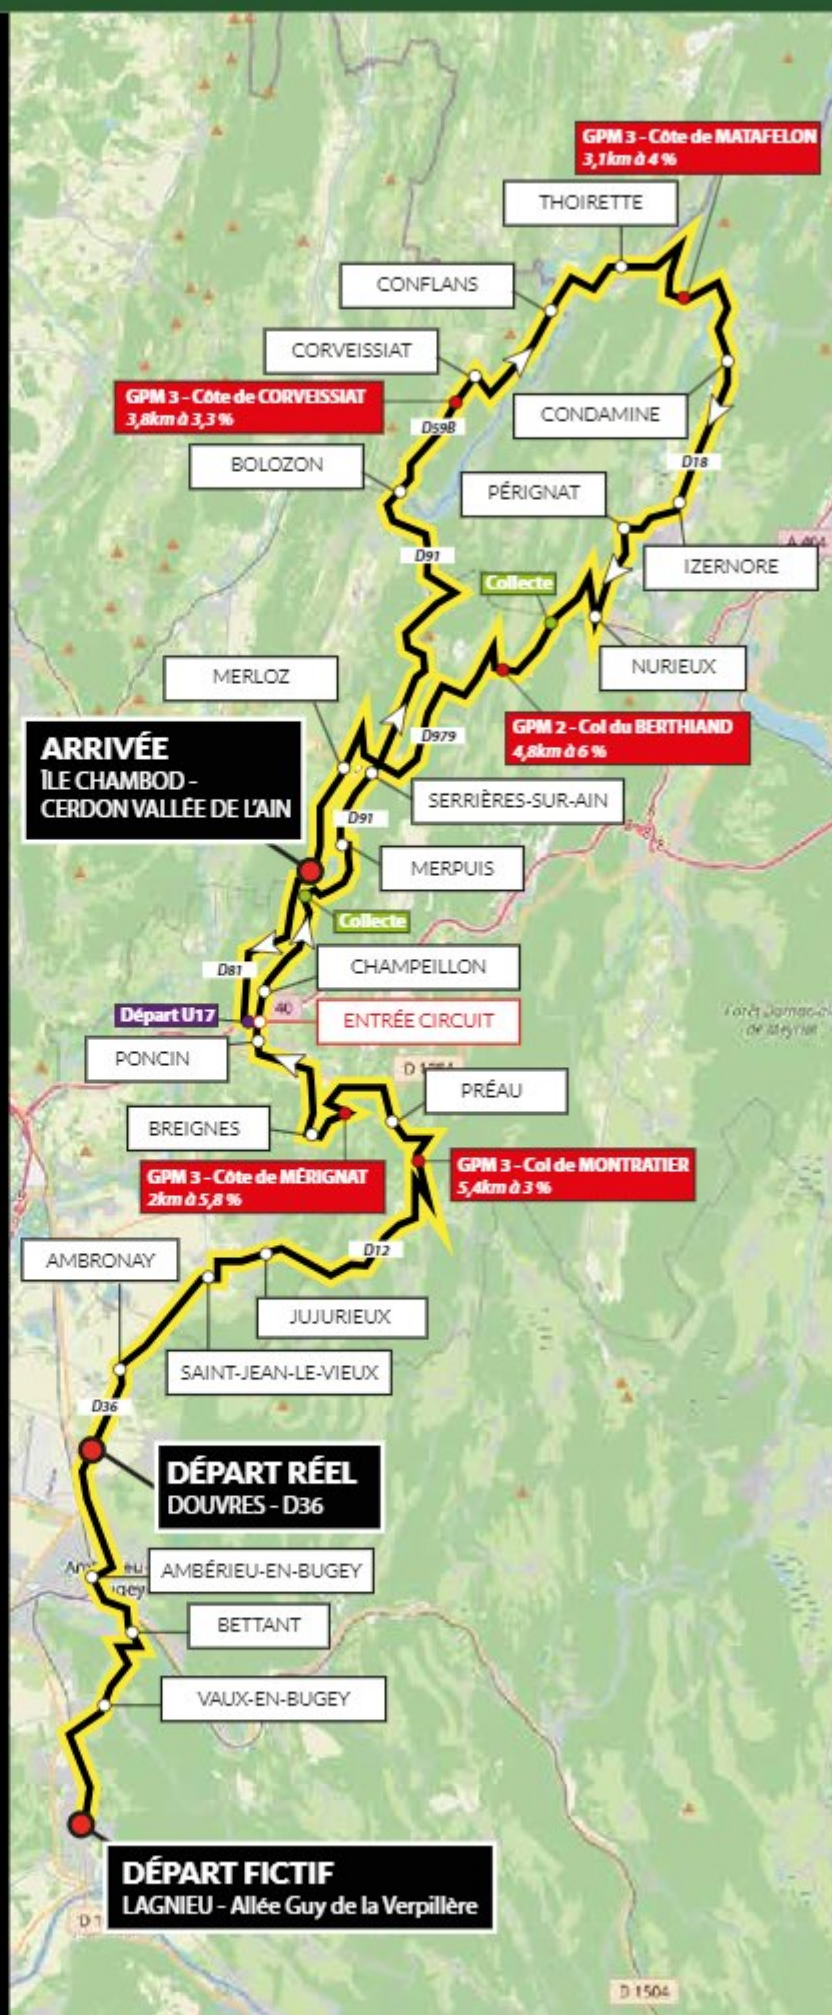 GPM 3 - Côte de MATAFELON
3,1km à 4 %
THOIRETTE
CONFLANS
CORVEISSIAT
GPM 3 - Côte de CORVEISSIAT
3,8km à 3,3 %
CONDAMINE
D59B
BOLOZON
D18
PÉRIGNAT
A 404
D91
IZERNORE
Collecte
MERLOZ
NURIEUX
GPM 2 - Col du BERTHIAND
4,8km à 6 %
D979
ARRIVÉE
ÎLE CHAMBOD -
CERDON VALLÉE DE L'AIN
SERRIÈRES-SUR-AIN
D91
MERPUIS
Collecte
D81
CHAMPEILLON
40
Départ U17
ENTRÉE CIRCUIT
PONCIN
PRÉAU
BREIGNES
GPM 3 - Côte de MÉRIGNAT
2km à 5,8 %
GPM 3 - Col de MONTRATIER
5,4km à 3 %
D12
AMBRONAY
JUJURIEUX
SAINT-JEAN-LE-VIEUX
D36
DÉPART RÉEL
DOUVRES - D36
AMBÉRIEU-EN-BUGEY
BETTANT
VAUX-EN-BUGEY
DÉPART FICTIF
LAGNIEU - Allée Guy de la Verpillère
D 1504